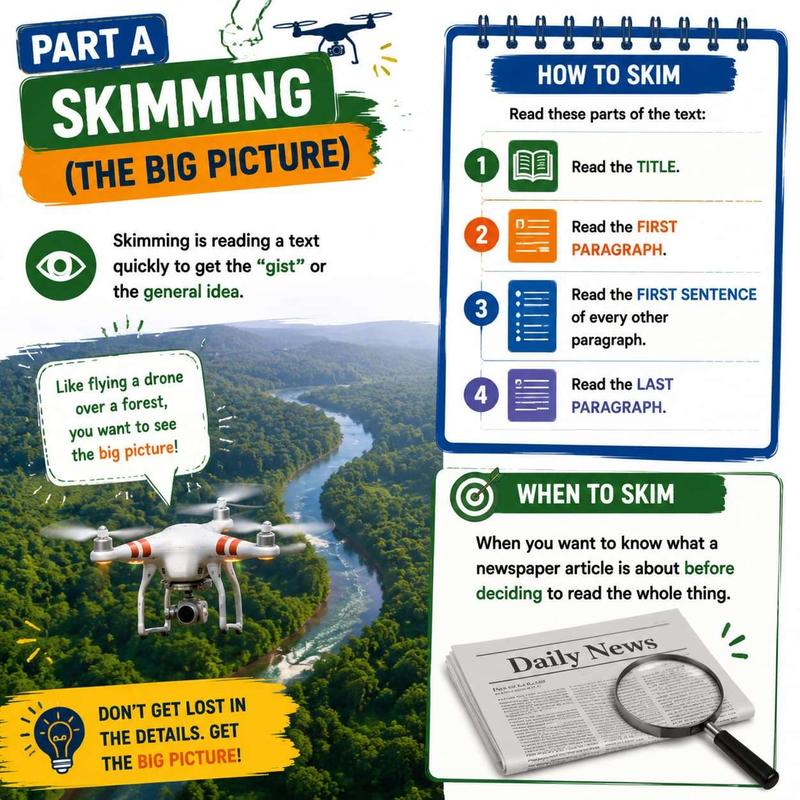 PART A
SKIMMING
(THE BIG PICTURE)
Skimming is reading a text
quickly to get the “gist” or
the general idea.
Like flying a drone
over a forest,
you want to see
the big picture!
DON’T GET LOST IN
THE DETAILS. GET
THE BIG PICTURE!
HOW TO SKIM
Read these parts of the text:
1
Read the TITLE.
2
Read the FIRST
PARAGRAPH.
3
Read the FIRST SENTENCE
of every other
paragraph.
4
Read the LAST
PARAGRAPH.
WHEN TO SKIM
When you want to know what a
newspaper article is about before
deciding to read the whole thing.
Daily News